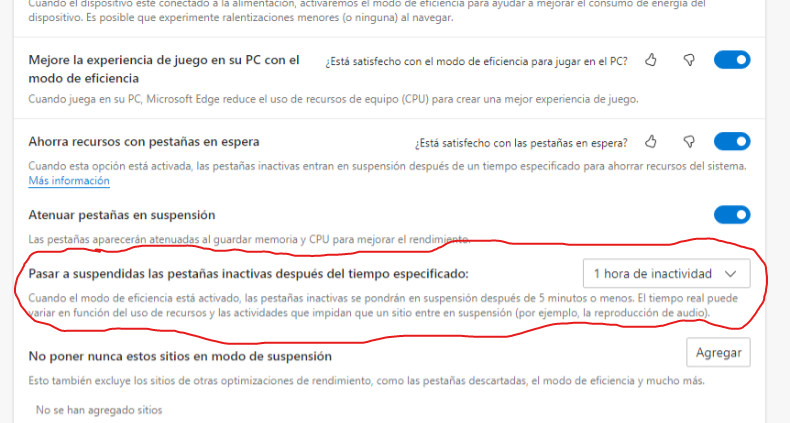 Cuando el dispositivo esté conectado a la alimentación, activaremos el modo de eficiencia para ayudar a mejorar el consumo de energía del
dispositivo. Es posible que experimente ralentizaciones menores (o ninguna) al navegar.
Mejore la experiencia de juego en su PC con el
modo de eficiencia
¿Está satisfecho con el modo de eficiencia para jugar en el PC?
Cuando juega en su PC, Microsoft Edge reduce el uso de recursos de equipo (CPU) para crear una mejor experiencia de juego.
Ahorra recursos con pestañas en espera
¿Está satisfecho con las pestañas en espera?
Cuando esta opción está activada, las pestañas inactivas entran en suspensión después de un tiempo especificado para ahorrar recursos del sistema.
Más información
Atenuar pestañas en suspensión
Las pestañas aparecerán atenuadas al guardar memoria y CPU para mejorar el rendimiento.
Pasar a suspendidas las pestañas inactivas después del tiempo especificado:
1 hora de inactividad
Cuando el modo de eficiencia está activado, las pestañas inactivas se pondrán en suspensión después de 5 minutos o menos. El tiempo real puede
variar en función del uso de recursos y las actividades que impidan que un sitio entre en suspensión (por ejemplo, la reproducción de audio).
No poner nunca estos sitios en modo de suspensión
Agregar
Esto también excluye los sitios de otras optimizaciones de rendimiento, como las pestañas descartadas, el modo de eficiencia y mucho más.
No se han agregado sitios